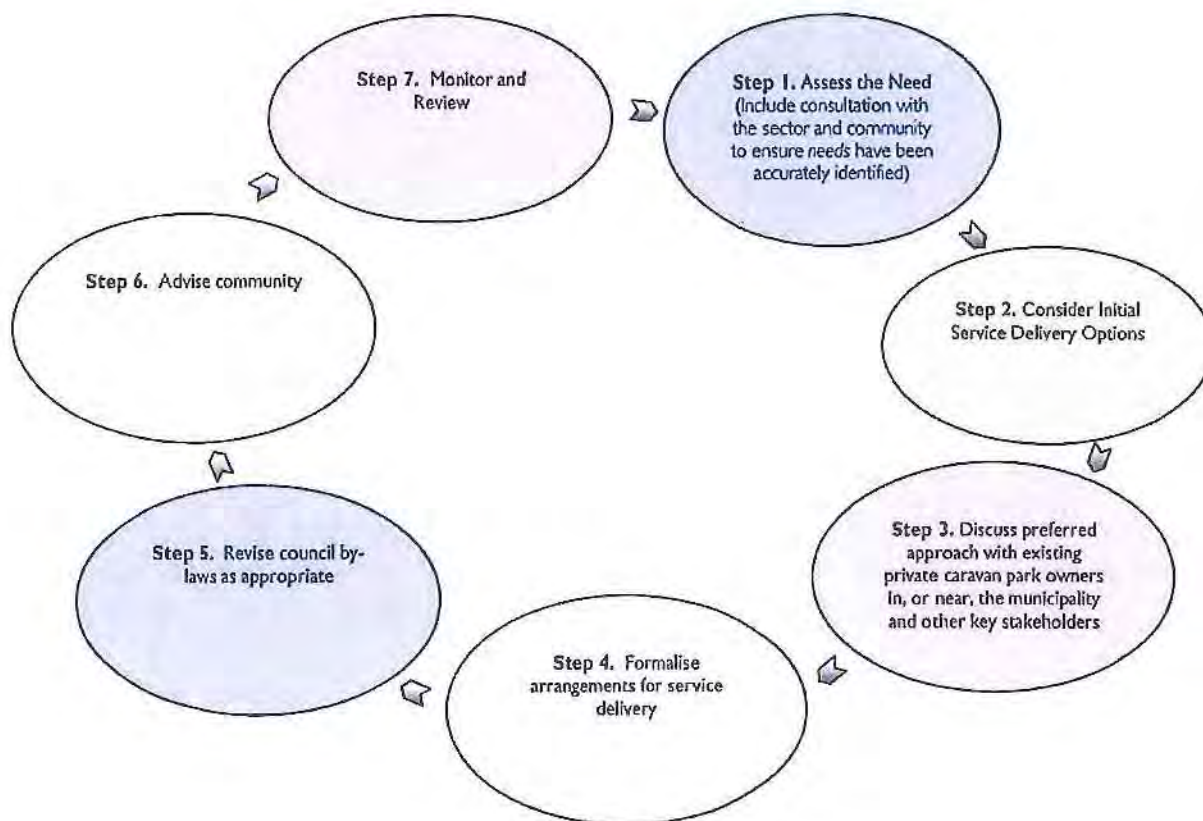 Step 1. Assess the Need
(Include consultation with
the sector and community
to ensure needs have been
accurately identified)
Step 2. Consider Initial
Service Delivery Options
Step 3. Discuss preferred
approach with existing
private caravan park owners
in, or near, the municipality
and other key stakeholders
Step 4. Formalise
arrangements for service
delivery
Step 5. Revise council by-
laws as appropriate
Step 6. Advise community
Step 7. Monitor and
Review